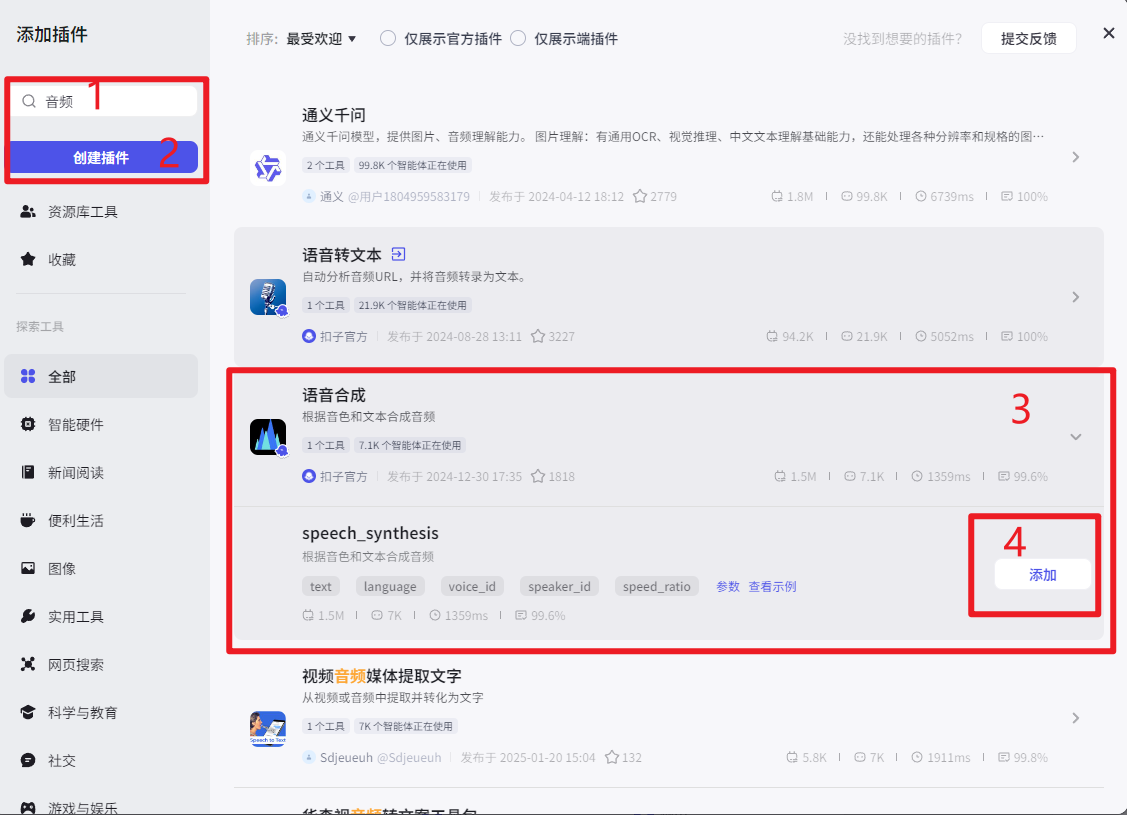 添加插件
音频
1
创建插件
2
资源库工具
收藏
探索工具
全部
智能硬件
新闻阅读
便利生活
图像
实用工具
网页搜索
科学与教育
社交
游戏与娱乐
排序: 最受欢迎 仅展示官方插件 仅展示端插件 没找到想要的插件？ 提交反馈
通义千问
通义千问模型，提供图片、音频理解能力。 图片理解：有通用OCR、视觉推理、中文文本理解基础能力，还能处理各种分辨率和规格的图…
2 个工具 99.8K 个智能体正在使用
通义 @用户1804959583179 发布于 2024-04-12 18:12 2779 1.8M 99.8K 6739ms 100%
语音转文本
自动分析音频URL，并将音频转录为文本。
1 个工具 21.9K 个智能体正在使用
扣子官方 发布于 2024-08-28 13:11 3227 94.2K 21.9K 5052ms 100%
语音合成
3
根据音色和文本合成音频
1 个工具 7.1K 个智能体正在使用
扣子官方 发布于 2024-12-30 17:35 1818 1.5M 7.1K 1359ms 99.6%
speech_synthesis
4
根据音色和文本合成音频
添加
text language voice_id speaker_id speed_ratio 参数 查看示例
1.5M 7K 1359ms 99.6%
视频音频媒体提取文字
从视频或音频中提取并转化为文字
Speech to Text
1 个工具 7K 个智能体正在使用
Sdjeueuh @Sdjeueuh 发布于 2025-01-20 15:04 132 5.8K 7K 1911ms 99.8%